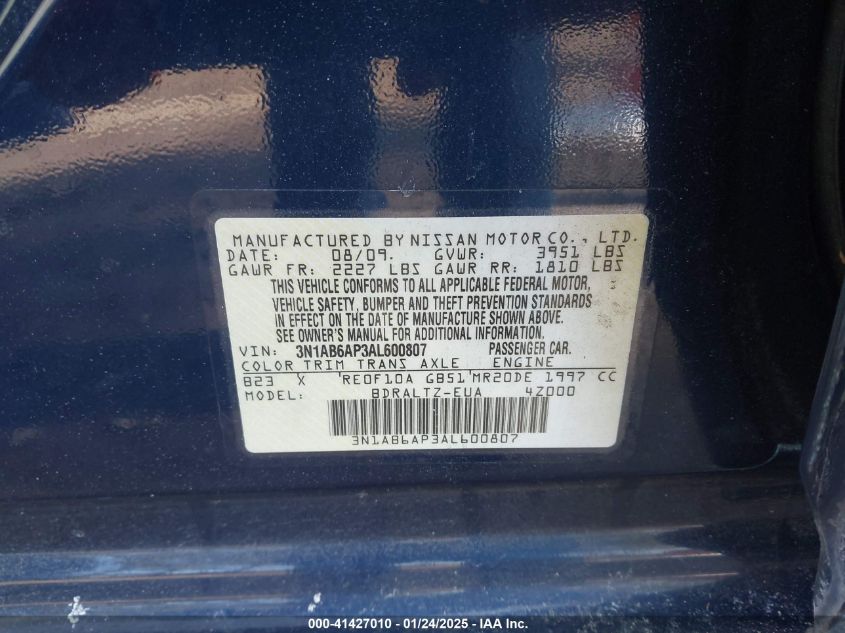 MANUFACTURED BY NISSAN MOTOR CO., LTD.
DATE: 08/09. GVWR: 3951 LBS
GAWR FR: 2227 LBS GAWR RR: 1810 LBS
THIS VEHICLE CONFORMS TO ALL APPLICABLE FEDERAL MOTOR,
VEHICLE SAFETY, BUMPER AND THEFT PREVENTION STANDARDS
IN EFFECT ON THE DATE OF MANUFACTURE SHOWN ABOVE.
SEE OWNER'S MANUAL FOR ADDITIONAL INFORMATION.
VIN: 3N1AB6AP3AL600807 PASSENGER CAR.
COLOR TRIM TRANS AXLE ENGINE
B23 X RE0F10A GB51 MR20DE 1997 CC
MODEL: BDRALTZ-EUA 4Z000
3N1AB6AP3AL600807
000-41427010 - 01/24/2025 - IAA Inc.